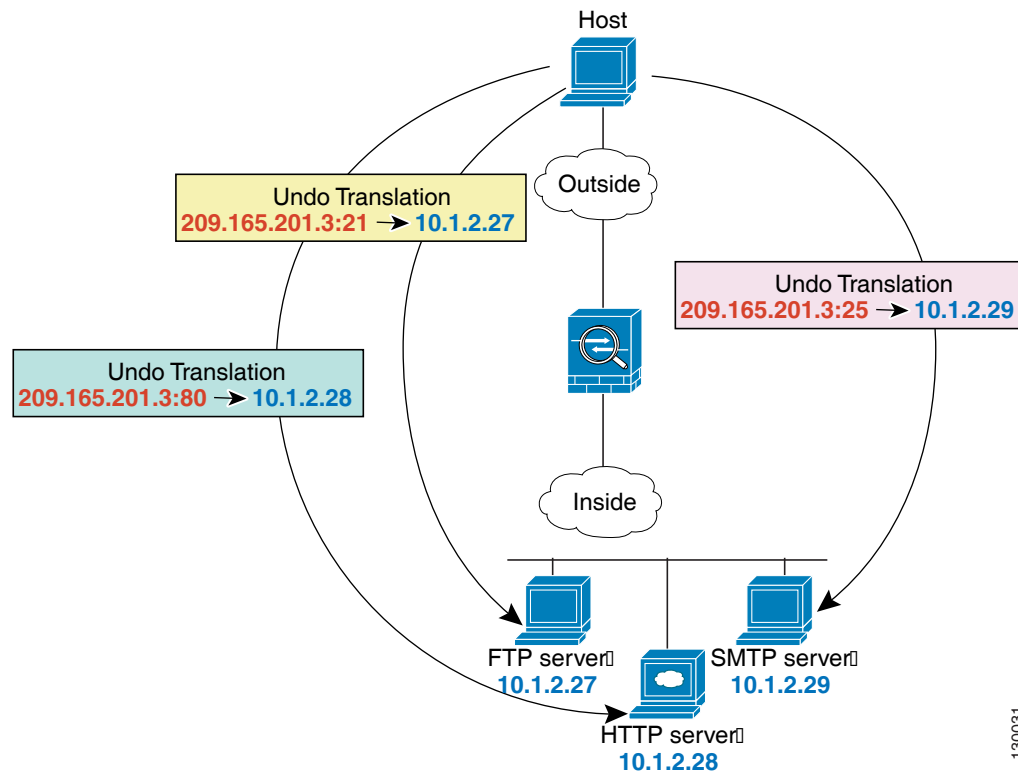 Host
Outside
Undo Translation
209.165.201.3:21 → 10.1.2.27
Undo Translation
209.165.201.3:25 → 10.1.2.29
Undo Translation
209.165.201.3:80 → 10.1.2.28
Inside
FTP server▯
10.1.2.27
SMTP server▯
10.1.2.29
HTTP server▯
10.1.2.28
130031